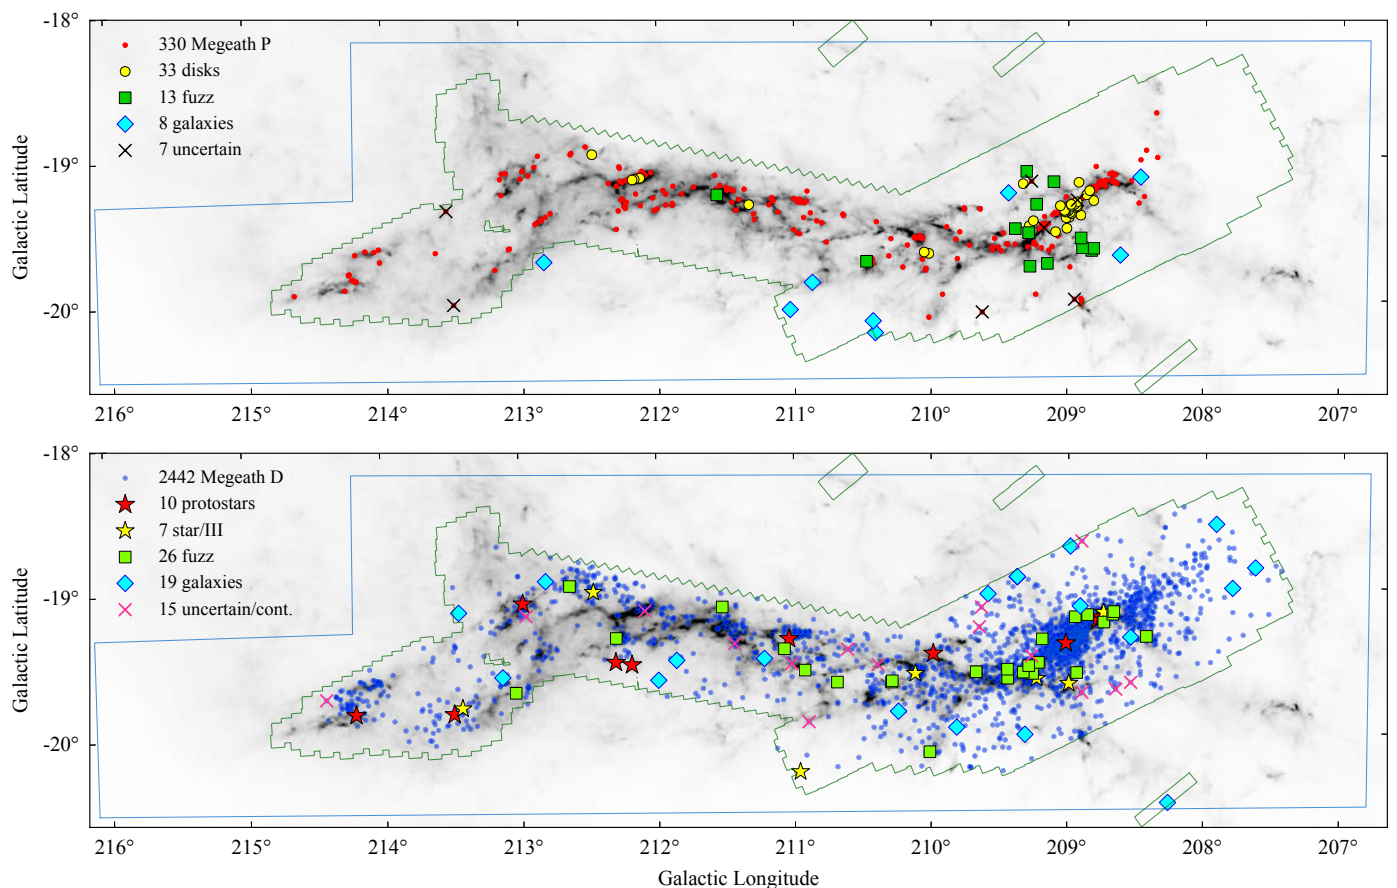 -18°
330 Megeath P
33 disks
13 fuzz
8 galaxies
7 uncertain
-19°
-20°
Galactic Latitude
216° 215° 214° 213° 212° 211° 210° 209° 208° 207°
-18°
2442 Megeath D
10 protostars
7 star/III
26 fuzz
19 galaxies
15 uncertain/cont.
-19°
-20°
Galactic Latitude
216° 215° 214° 213° 212° 211° 210° 209° 208° 207°
Galactic Longitude